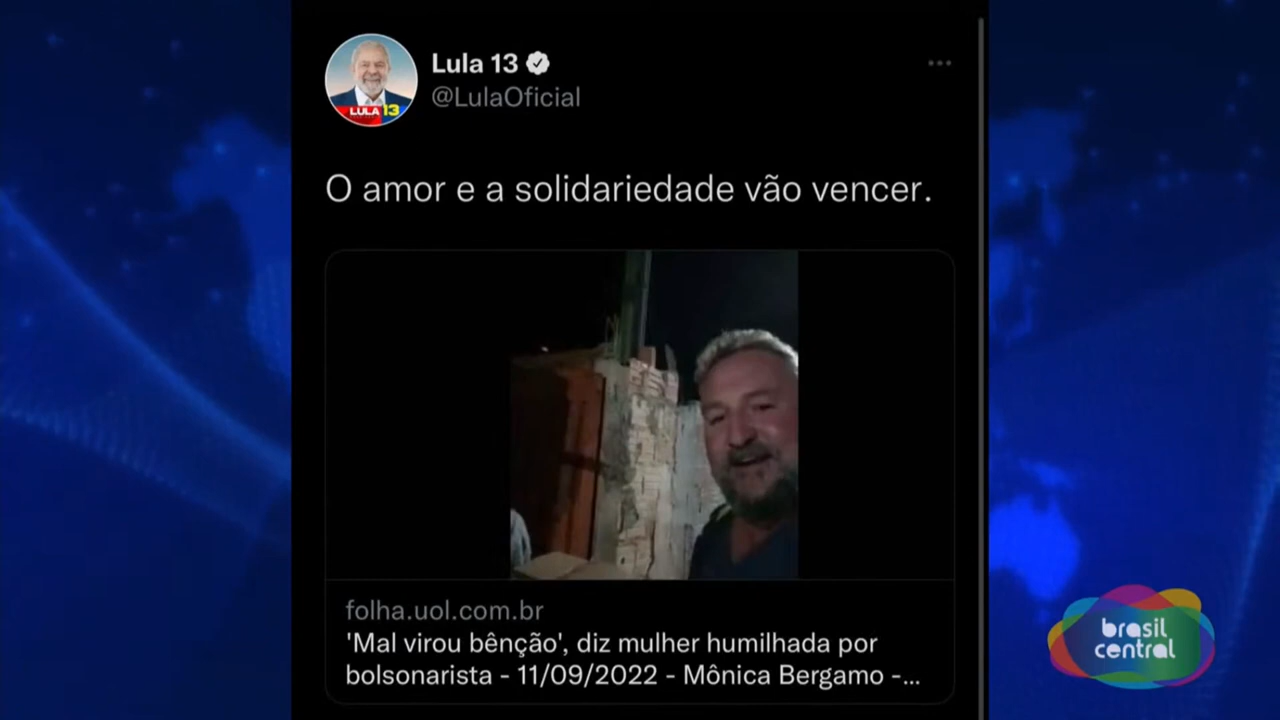 Lula 13
@LulaOficial
LULA 13
O amor e a solidariedade vão vencer.
folha.uol.com.br
'Mal virou bênção', diz mulher humilhada por
bolsonarista - 11/09/2022 - Mônica Bergamo -...
brasil
central